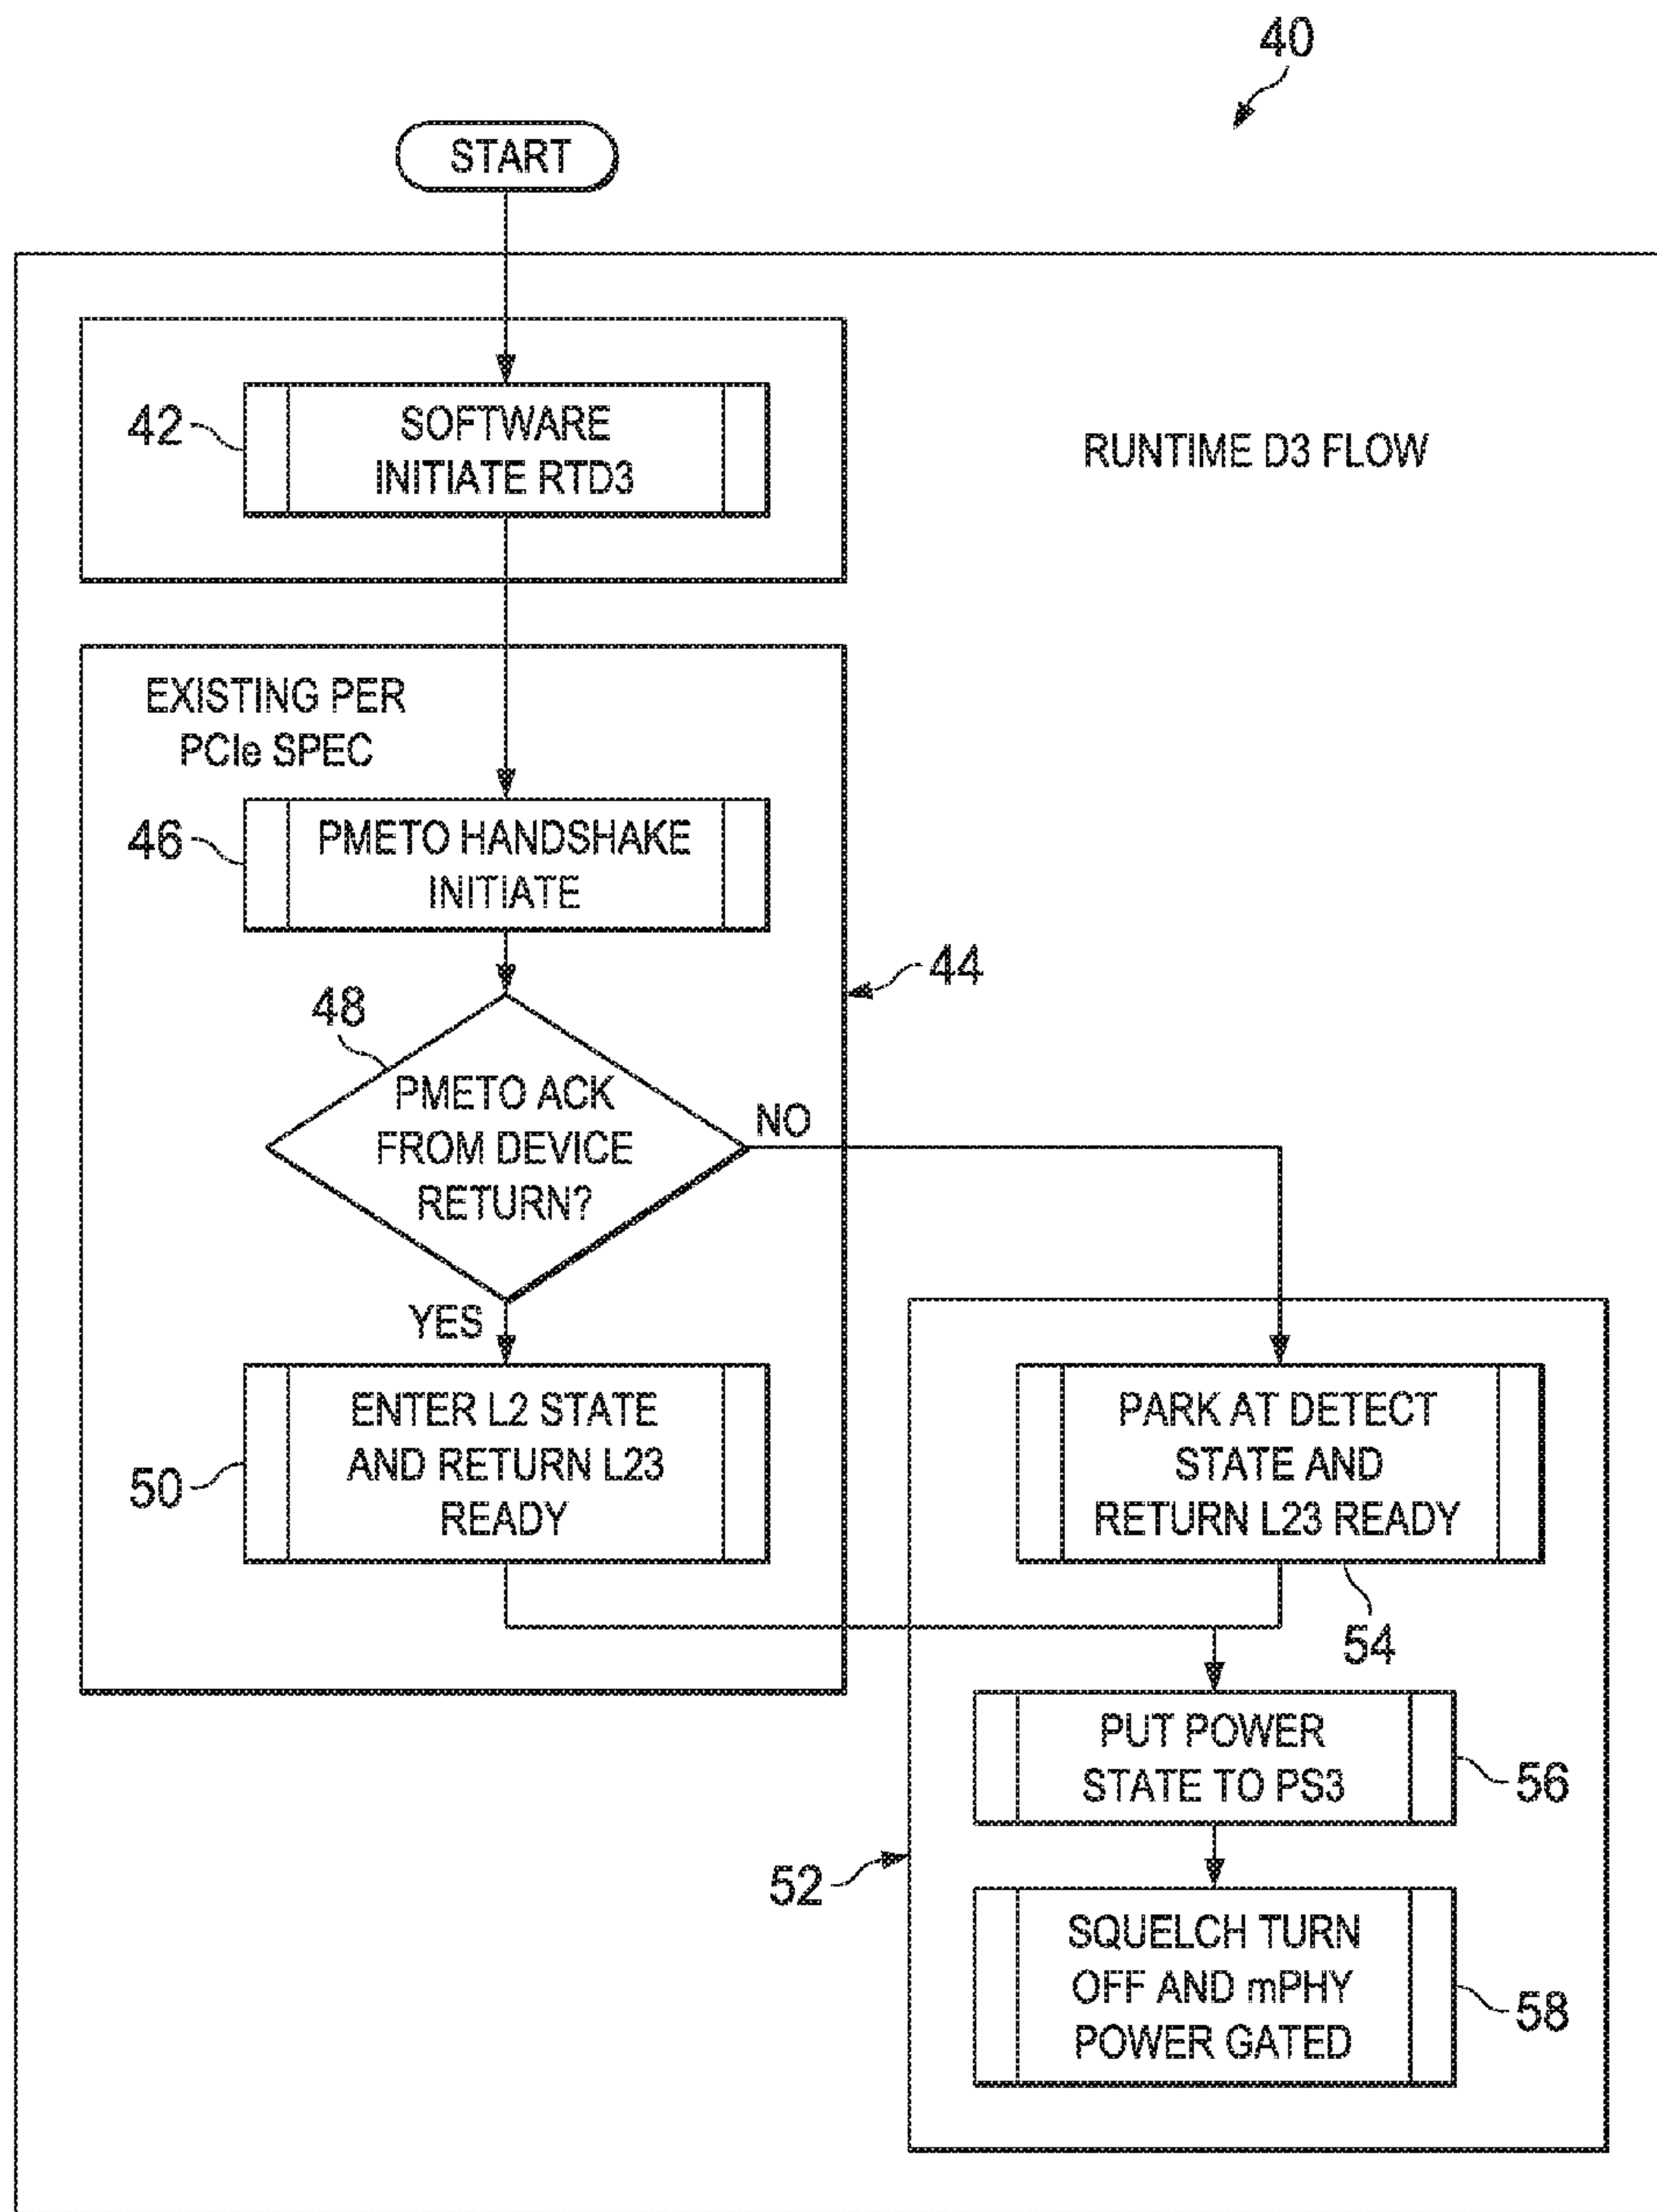 40
START
42
SOFTWARE
INITIATE RTD3
RUNTIME D3 FLOW
EXISTING PER
PCIe SPEC
46
PMETO HANDSHAKE
INITIATE
44
48
PMETO ACK
FROM DEVICE
RETURN?
NO
YES
50
ENTER L2 STATE
AND RETURN L23
READY
PARK AT DETECT
STATE AND
RETURN L23 READY
54
PUT POWER
STATE TO PS3
56
52
SQUELCH TURN
OFF AND mPHY
POWER GATED
58